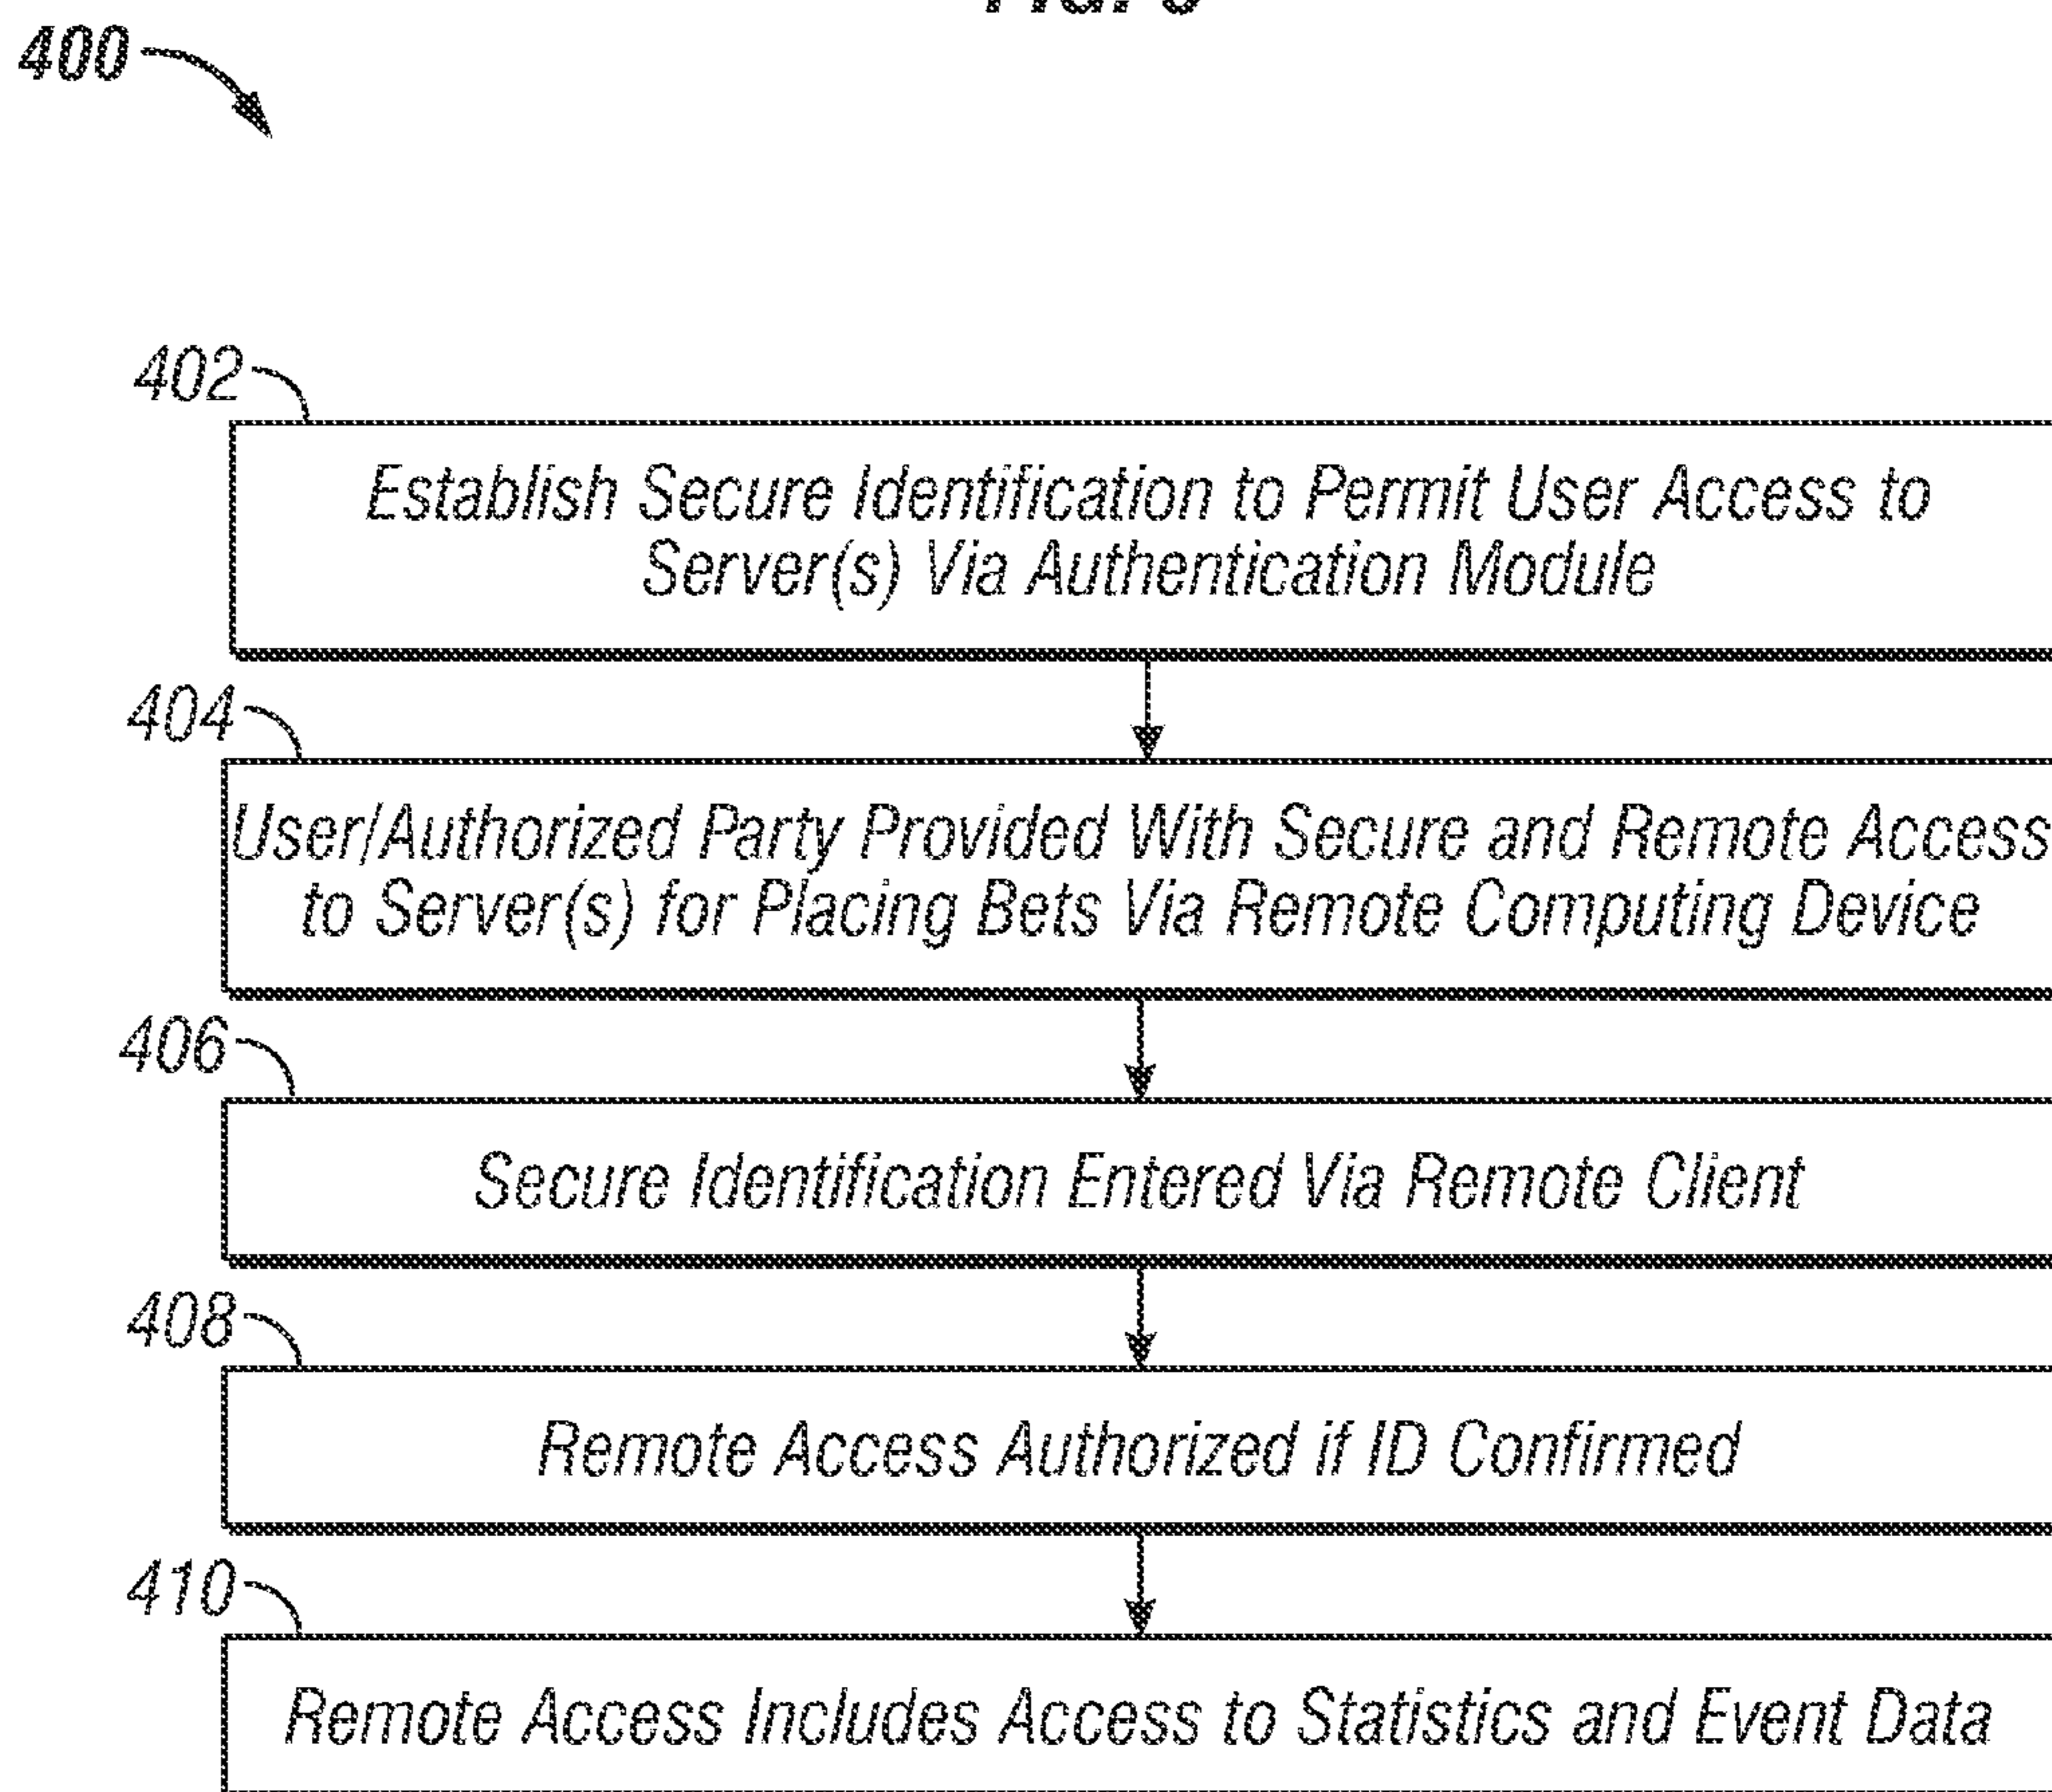 400
402
Establish Secure Identification to Permit User Access to
Server(s) Via Authentication Module
404
User/Authorized Party Provided With Secure and Remote Access
to Server(s) for Placing Bets Via Remote Computing Device
406
Secure Identification Entered Via Remote Client
408
Remote Access Authorized if ID Confirmed
410
Remote Access Includes Access to Statistics and Event Data